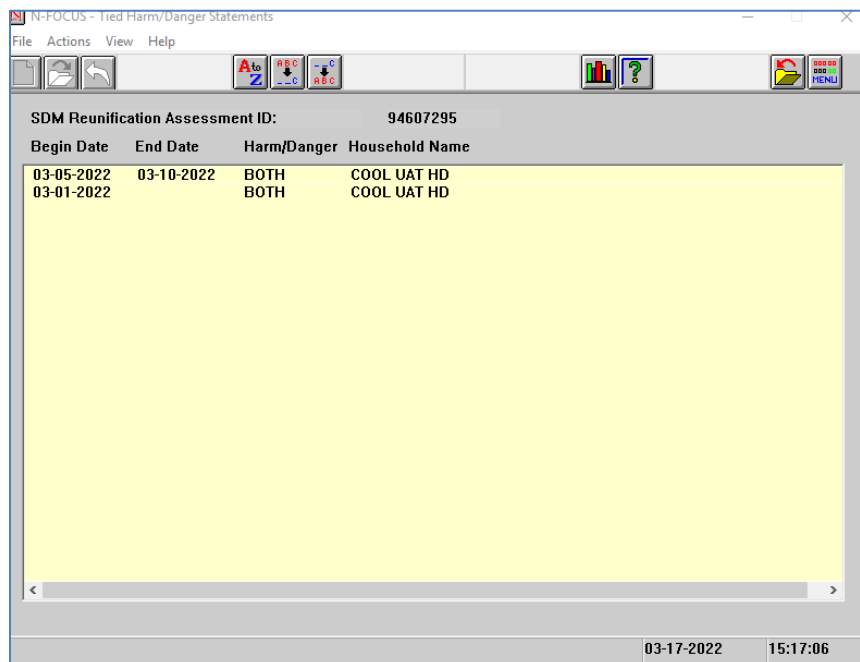 N-FOCUS - Tied Harm/Danger Statements
File Actions View Help
A to Z
A B C _ _ C
_ _ C A B C
?
MENU
SDM Reunification Assessment ID: 94607295
Begin Date End Date Harm/Danger Household Name
03-05-2022 03-10-2022 BOTH COOL UAT HD
03-01-2022 BOTH COOL UAT HD
03-17-2022 15:17:06